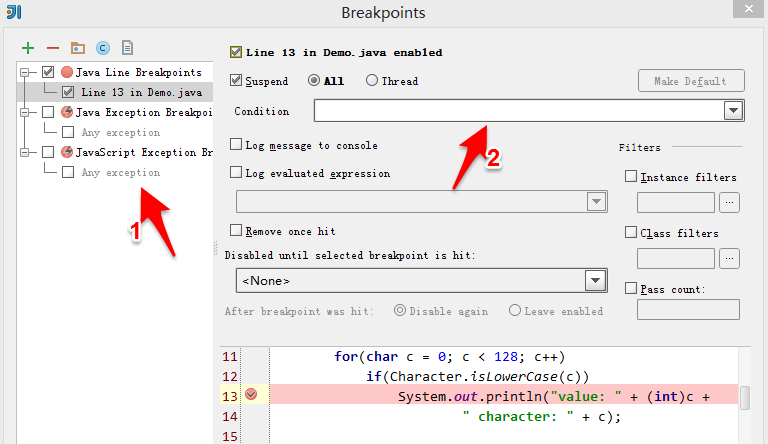 Breakpoints
Java Line Breakpoints
Line 13 in Demo.java
Java Exception Breakpoi
Any exception
JavaScript Exception Br
Any exception
1
Line 13 in Demo.java enabled
Suspend All Thread Make Default
Condition
2
Log message to console
Filters
Log evaluated expression
Instance filters
...
Remove once hit
Class filters
...
Disabled until selected breakpoint is hit:
<None>
Pass count:
After breakpoint was hit: Disable again Leave enabled
11 for(char c = 0; c < 128; c++)
12 if(Character.isLowerCase(c))
13 System.out.println("value: " + (int)c +
14 " character: " + c);
15